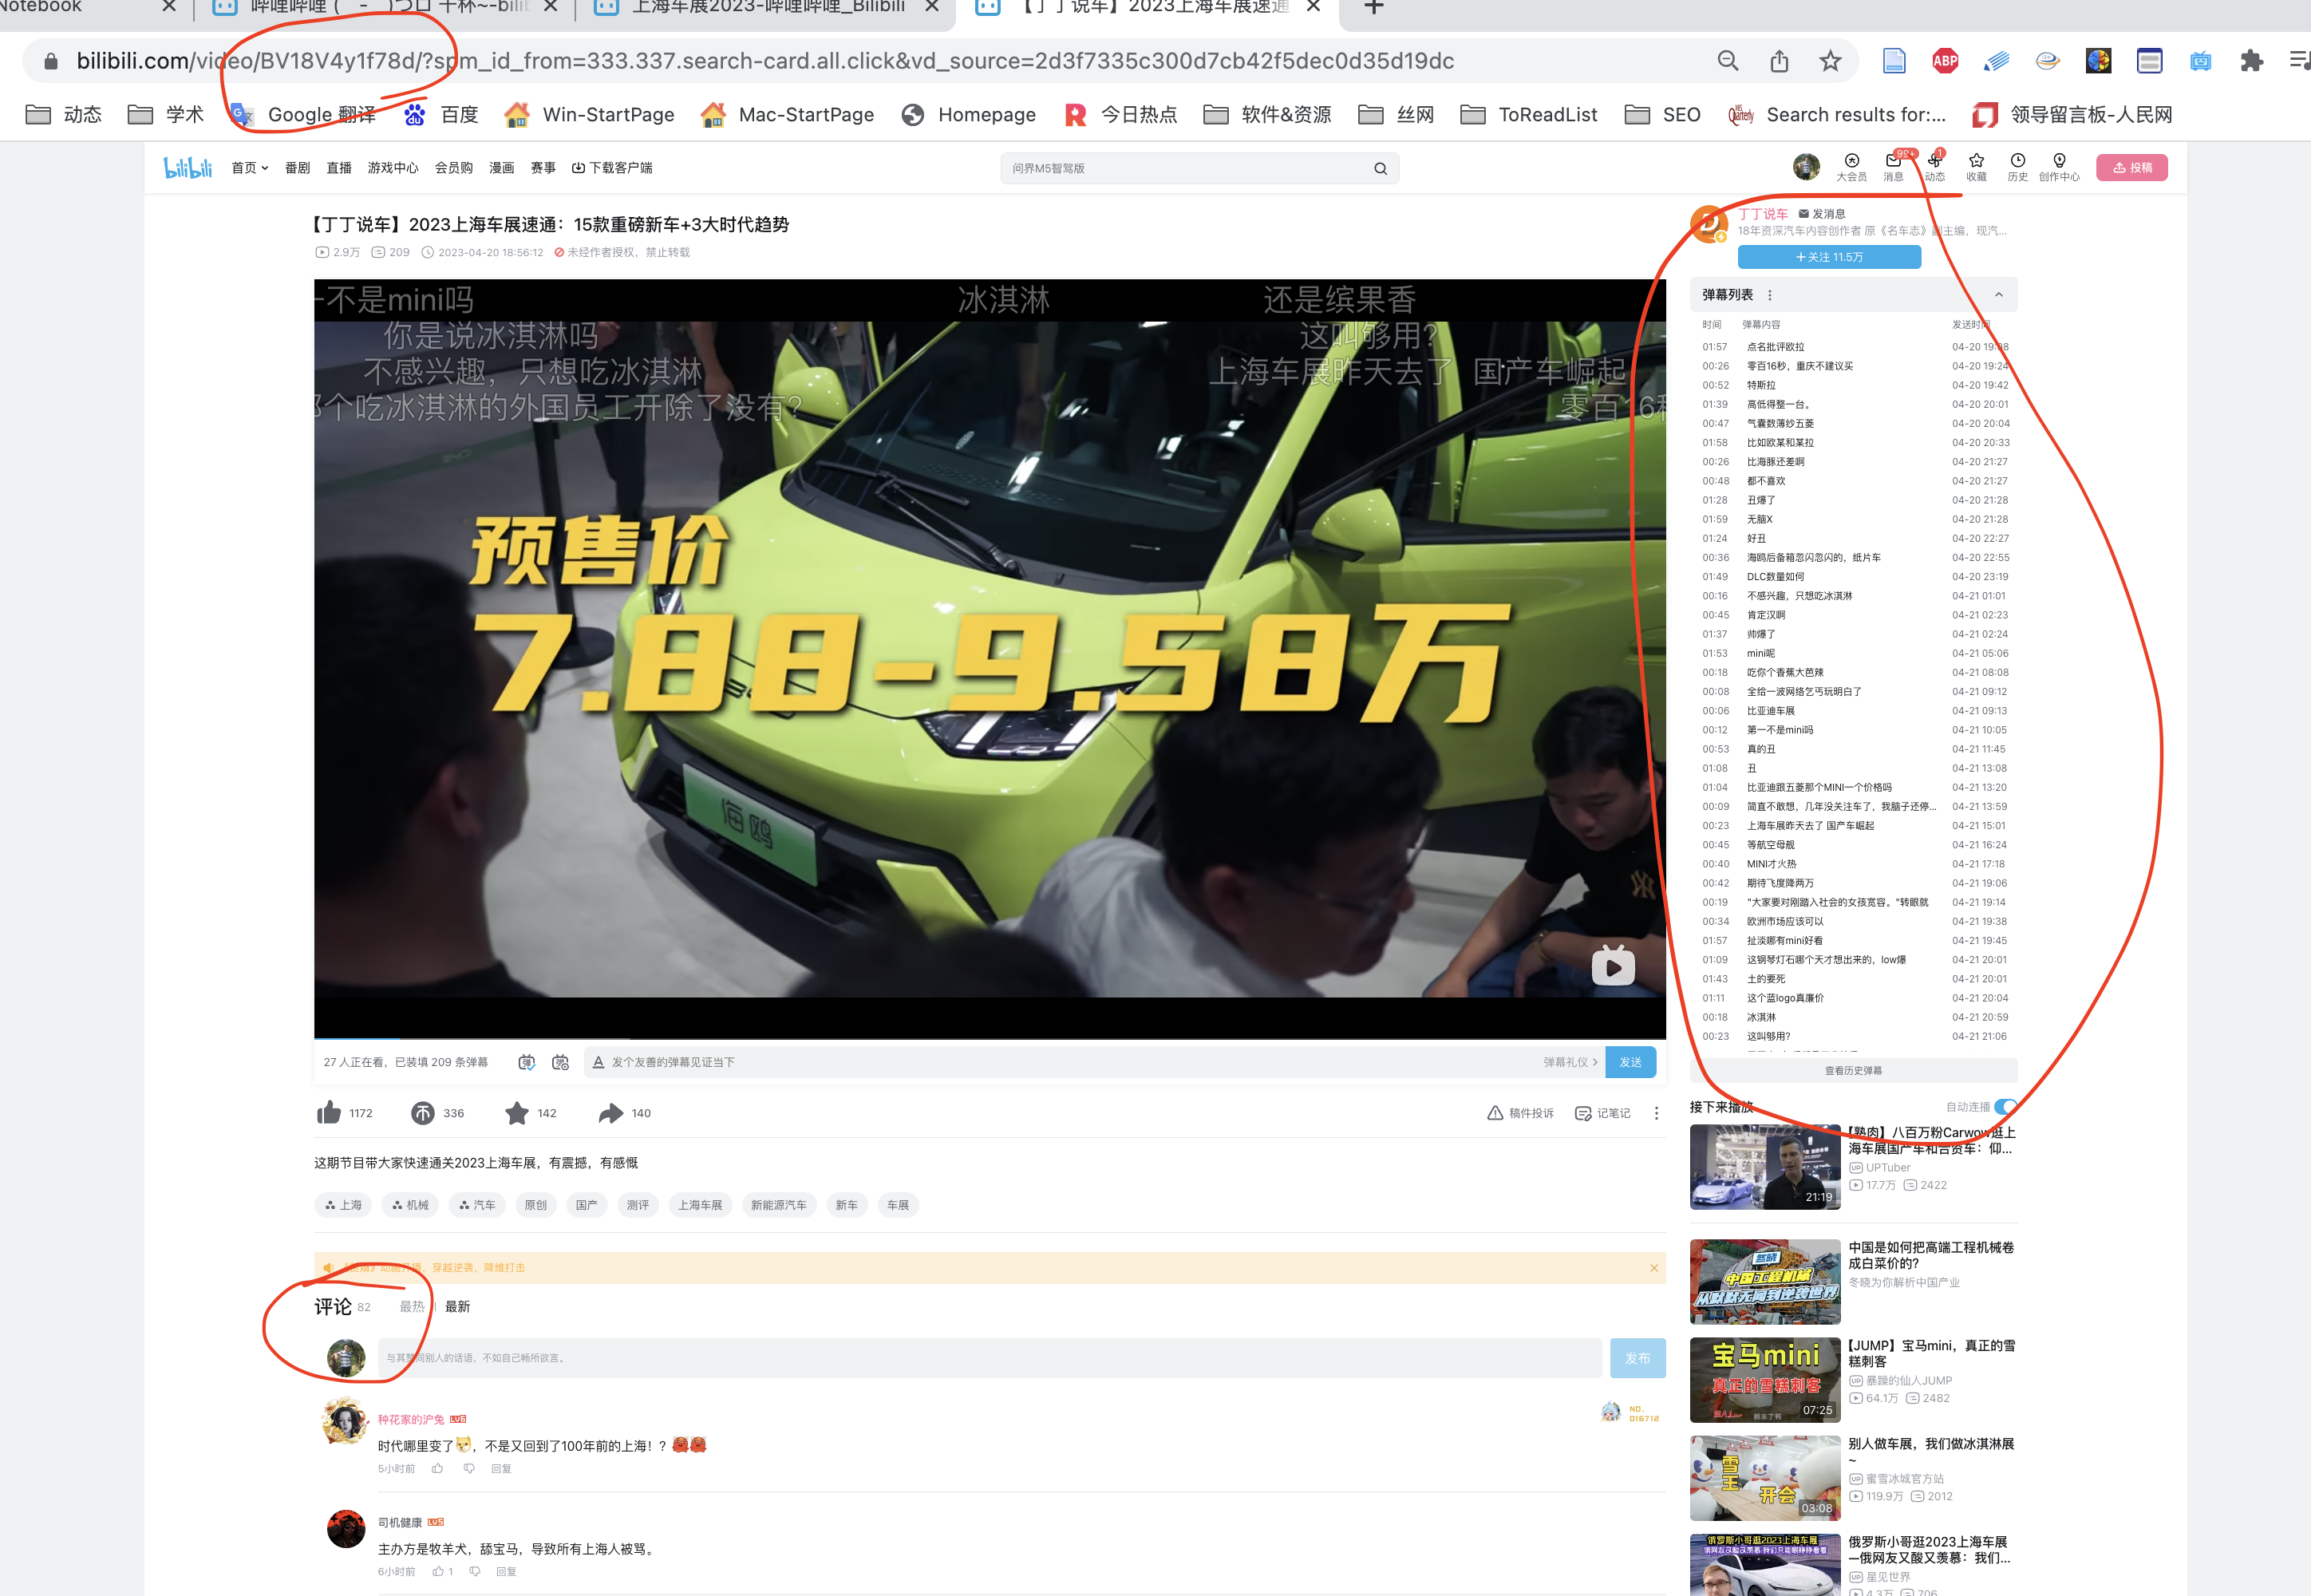 Notebook
哔哩哔哩 (゜-゜)つロ 干杯~-bili
上海车展2023-哔哩哔哩_Bilibili
【丁丁说车】2023上海车展速通
bilibili.com/video/BV18V4y1f78d/?spm_id_from=333.337.search-card.all.click&vd_source=2d3f7335c300d7cb42f5dec0d35d19dc
ABP
动态 学术 Google 翻译 百度 Win-StartPage Mac-StartPage Homepage 今日热点 软件&资源 丝网 ToReadList SEO Search results for:... 领导留言板-人民网
bilibili 首页 番剧 直播 游戏中心 会员购 漫画 赛事 下载客户端
问界M5智驾版
99+ 1
大会员 消息 动态 收藏 历史 创作中心 投稿
【丁丁说车】2023上海车展速通：15款重磅新车+3大时代趋势
2.9万 209 2023-04-20 18:56:12 未经作者授权，禁止转载
一不是mini吗 冰淇淋 还是缤果香
你是说冰淇淋吗 这叫够用？
不感兴趣，只想吃冰淇淋 上海车展昨天去了 国产车崛起
那个吃冰淇淋的外国员工开除了没有？ 零百16秒
预售价
7.88-9.58万
海鸥
27 人正在看，已装填 209 条弹幕
发个友善的弹幕见证当下
弹幕礼仪 发送
1172 336 142 140
稿件投诉 记笔记
这期节目带大家快速通关2023上海车展，有震撼，有感慨
上海 机械 汽车 原创 国产 测评 上海车展 新能源汽车 新车 车展
动画开播，穿越逆袭，降维打击
评论 82 最热 最新
与其赞同别人的话语，不如自己畅所欲言。
发布
种花家的沪兔 LV5
NO.
016712
时代哪里变了，不是又回到了100年前的上海！？
5小时前 回复
司机健康 LV5
主办方是牧羊犬，舔宝马，导致所有上海人被骂。
6小时前 1 回复
丁丁说车 发消息
18年资深汽车内容创作者 原《名车志》副主编，现汽...
关注 11.5万
弹幕列表
时间 弹幕内容 发送时间
01:57 点名批评欧拉 04-20 19:08
00:26 零百16秒，重庆不建议买 04-20 19:24
00:52 特斯拉 04-20 19:42
01:39 高低得整一台。 04-20 20:01
00:47 气囊数薄纱五菱 04-20 20:04
01:58 比如欧某和某拉 04-20 20:33
00:26 比海豚还差啊 04-20 21:27
00:48 都不喜欢 04-20 21:27
01:28 丑爆了 04-20 21:28
01:59 无脑X 04-20 21:28
01:24 好丑 04-20 22:27
00:36 海鸥后备箱忽闪忽闪的，纸片车 04-20 22:55
01:49 DLC数量如何 04-20 23:19
00:16 不感兴趣，只想吃冰淇淋 04-21 01:01
00:45 肯定汉啊 04-21 02:23
01:37 帅爆了 04-21 02:24
01:53 mini呢 04-21 05:06
00:18 吃你个香蕉大芭辣 04-21 08:08
00:08 全给一波网络乞丐玩明白了 04-21 09:12
00:06 比亚迪车展 04-21 09:13
00:12 第一不是mini吗 04-21 10:05
00:53 真的丑 04-21 11:45
01:08 丑 04-21 13:08
01:04 比亚迪跟五菱那个MINI一个价格吗 04-21 13:20
00:09 简直不敢想，几年没关注车了，我脑子还停... 04-21 13:59
00:23 上海车展昨天去了 国产车崛起 04-21 15:01
00:45 等航空母舰 04-21 16:24
00:40 MINI才火热 04-21 17:18
00:42 期待飞度降两万 04-21 19:06
00:19 "大家要对刚踏入社会的女孩宽容。"转眼就 04-21 19:14
00:34 欧洲市场应该可以 04-21 19:38
01:57 扯淡哪有mini好看 04-21 19:45
01:09 这钢琴灯石哪个天才想出来的，low爆 04-21 20:01
01:43 土的要死 04-21 20:01
01:11 这个蓝logo真廉价 04-21 20:04
00:18 冰淇淋 04-21 20:59
00:23 这叫够用? 04-21 21:06
查看历史弹幕
接下来播放 自动连播
21:19
【熟肉】八百万粉Carwow逛上
海车展国产车和合资车：仰...
UPTuber
17.7万 2422
冬晓
中国工程机械
从默默无闻到逆袭世界
中国是如何把高端工程机械卷
成白菜价的?
冬晓为你解析中国产业
宝马mini
真正的雪糕刺客
07:25
【JUMP】宝马mini，真正的雪
糕刺客
暴躁的仙人JUMP
64.1万 2482
雪王 开会
03:08
别人做车展，我们做冰淇淋展
~
蜜雪冰城官方站
119.9万 2012
俄罗斯小哥逛2023上海车展
俄罗斯小哥逛2023上海车展
—俄网友又酸又羡慕：我们...
星见世界
4.3万 706